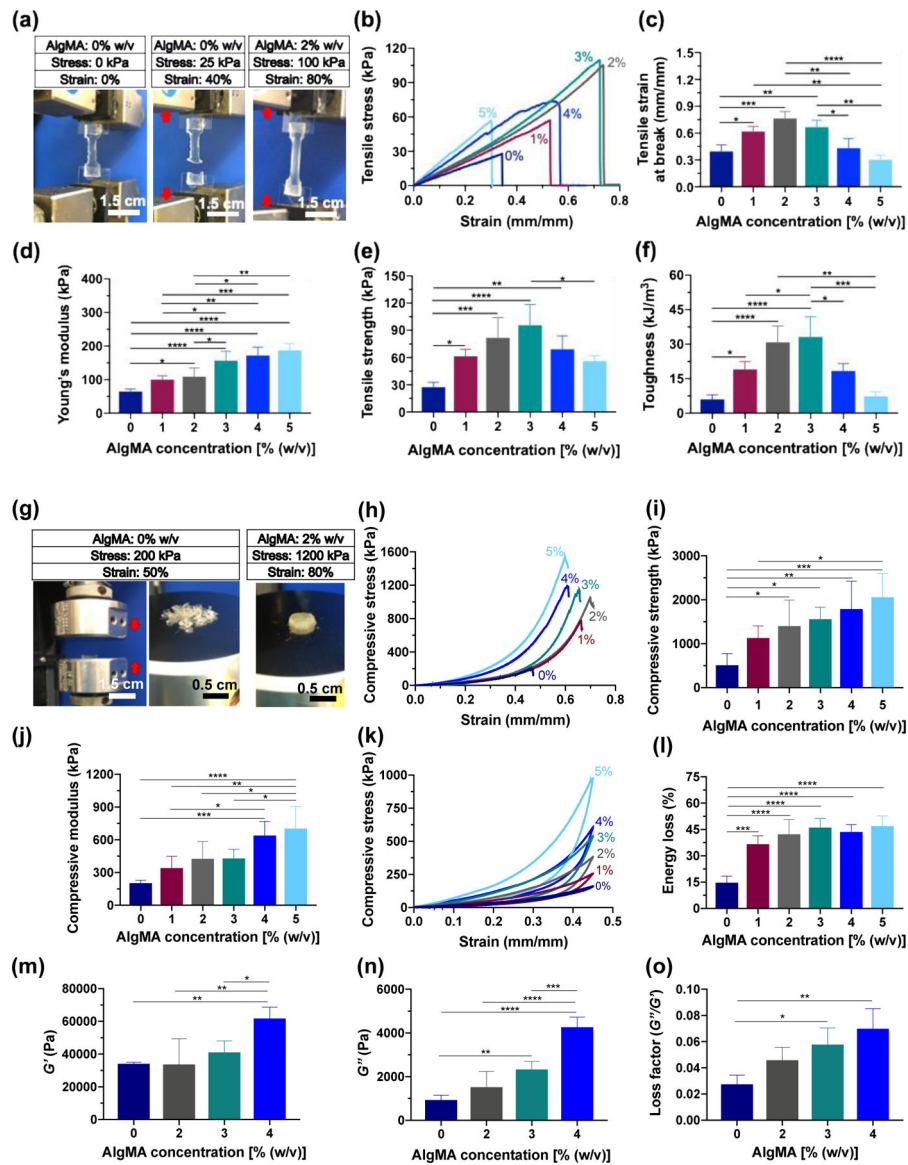 (a)
AlgMA: 0% w/v
Stress: 0 kPa
Strain: 0%
AlgMA: 0% w/v
Stress: 25 kPa
Strain: 40%
AlgMA: 2% w/v
Stress: 100 kPa
Strain: 80%
1.5 cm
1.5 cm
1.5 cm
(b)
Tensile stress (kPa)
120
90
60
30
0
5%
4%
3%
2%
1%
0%
0.0 0.2 0.4 0.6 0.8
Strain (mm/mm)
(c)
Tensile strain
at break (mm/mm)
1.5
1.2
0.9
0.6
0.3
0.0
****
**
**
** **
*** *
*
0 1 2 3 4 5
AlgMA concentration [% (w/v)]
(d)
Young's modulus (kPa)
400
300
200
100
0
**
*
***
**
*
****
****
**** *
*
0 1 2 3 4 5
AlgMA concentration [% (w/v)]
(e)
Tensile strength (kPa)
150
120
90
60
30
0
*
**
****
***
*
0 1 2 3 4 5
AlgMA concentration [% (w/v)]
(f)
Toughness (kJ/m³)
60
45
30
15
0
**
* ***
**** *
****
*
0 1 2 3 4 5
AlgMA concentration [% (w/v)]
(g)
AlgMA: 0% w/v
Stress: 200 kPa
Strain: 50%
AlgMA: 2% w/v
Stress: 1200 kPa
Strain: 80%
1.5 cm
0.5 cm
0.5 cm
(h)
Compressive stress (kPa)
1600
1200
800
400
0
5%
4%
3%
2%
1%
0%
0.0 0.2 0.4 0.6 0.8
Strain (mm/mm)
(i)
Compressive strength (kPa)
3000
2000
1000
0
*
***
**
*
*
0 1 2 3 4 5
AlgMA concentration [% (w/v)]
(j)
Compressive modulus (kPa)
1200
900
600
300
0
****
**
*
*
*
***
0 1 2 3 4 5
AlgMA concentration [% (w/v)]
(k)
Compressive stress (kPa)
1000
750
500
250
0
5%
4%
3%
2%
1%
0%
0.0 0.1 0.2 0.3 0.4 0.5
Strain (mm/mm)
(l)
Energy loss (%)
75
60
45
30
15
0
****
****
****
****
***
0 1 2 3 4 5
AlgMA concentration [% (w/v)]
(m)
G' (Pa)
80000
60000
40000
20000
0
*
**
**
0 2 3 4
AlgMA concentration [% (w/v)]
(n)
G'' (Pa)
6000
4000
2000
0
***
****
****
**
0 2 3 4
AlgMA concentation [% (w/v)]
(o)
Loss factor (G''/G')
0.10
0.08
0.06
0.04
0.02
0.00
**
*
0 2 3 4
AlgMA [% (w/v)]